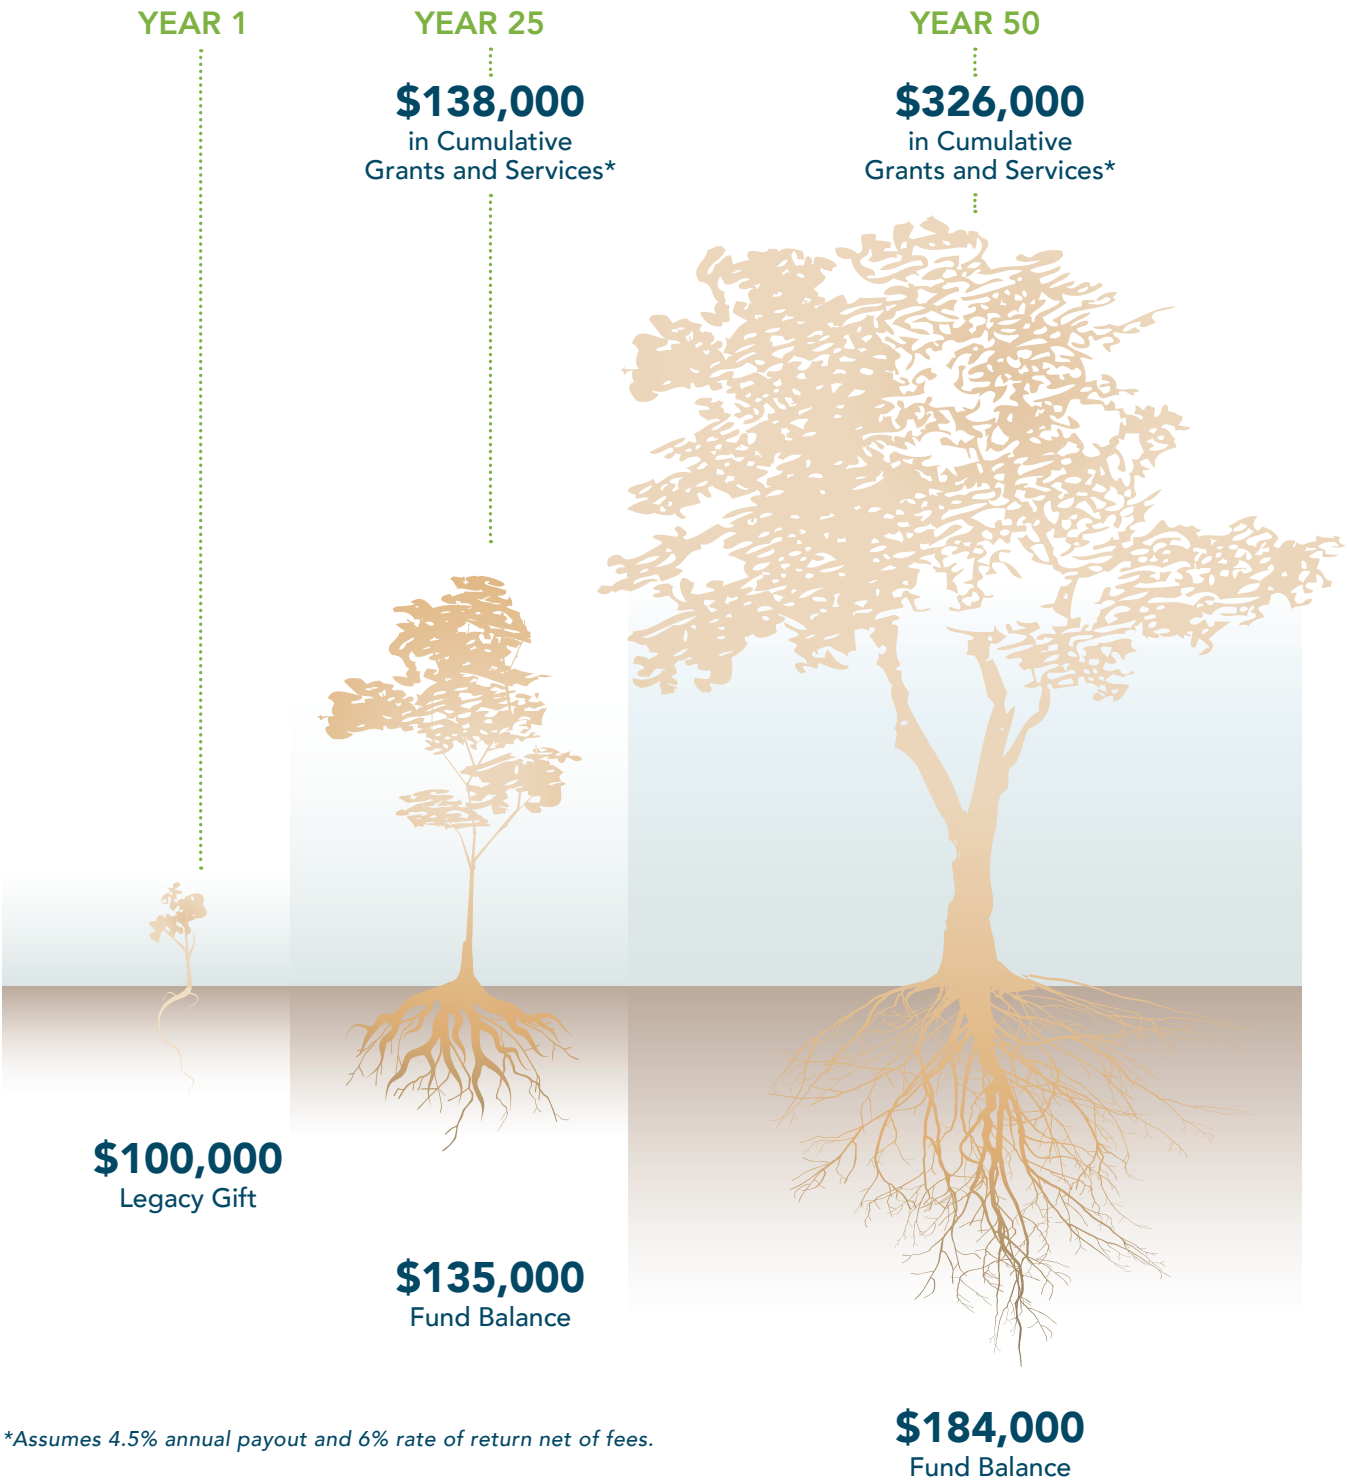 YEAR 1
YEAR 25
YEAR 50
$138,000
in Cumulative
Grants and Services*
$326,000
in Cumulative
Grants and Services*
$100,000
Legacy Gift
$135,000
Fund Balance
$184,000
Fund Balance
*Assumes 4.5% annual payout and 6% rate of return net of fees.